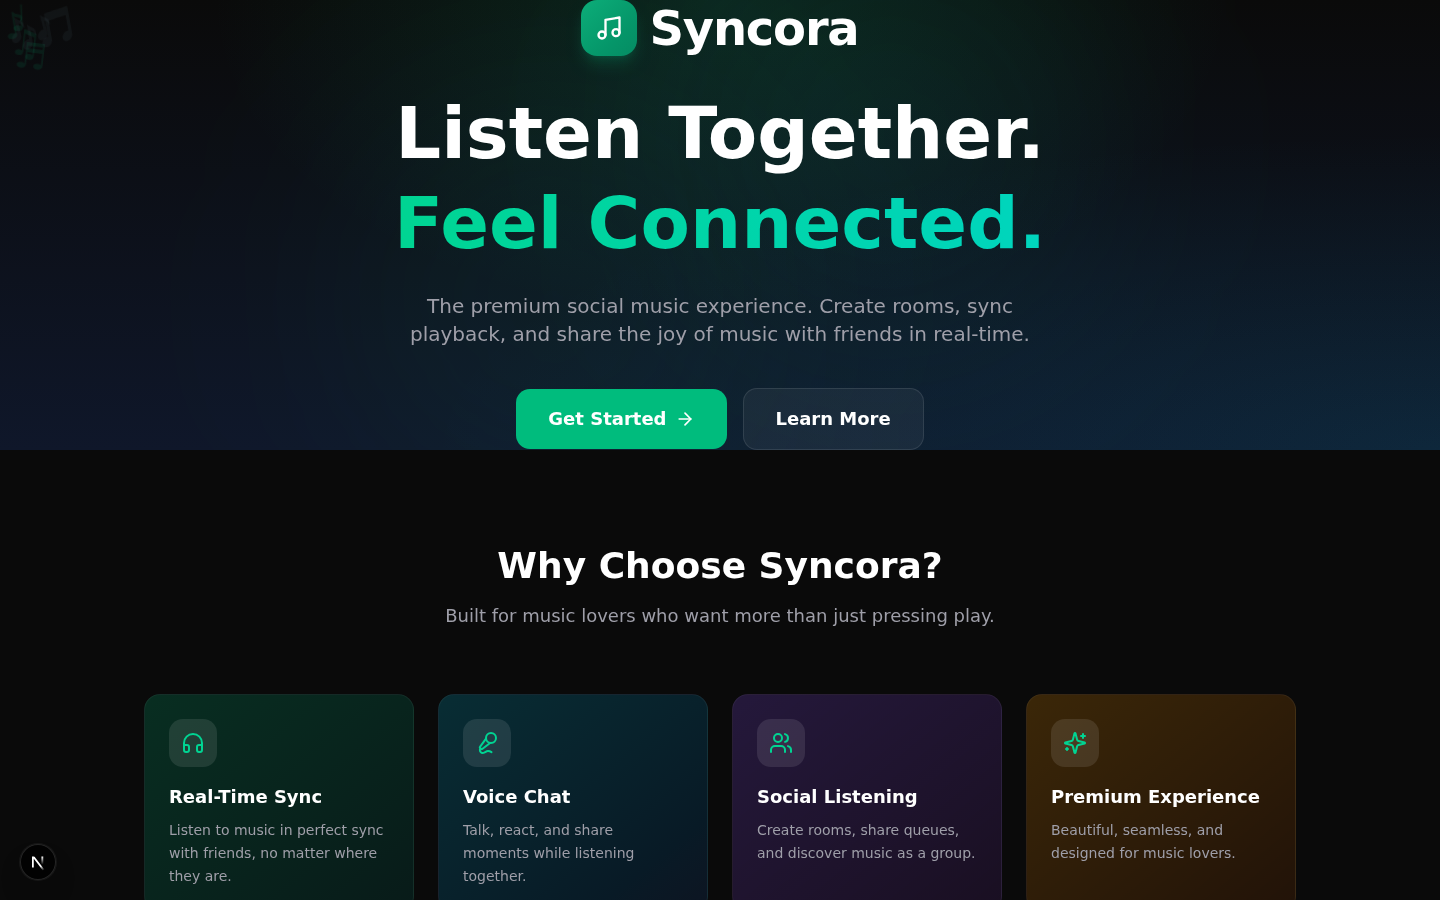 Syncora
Listen Together.
Feel Connected.
The premium social music experience. Create rooms, sync
playback, and share the joy of music with friends in real-time.
Get Started
Learn More
Why Choose Syncora?
Built for music lovers who want more than just pressing play.
Real-Time Sync
Listen to music in perfect sync
with friends, no matter where
they are.
Voice Chat
Talk, react, and share
moments while listening
together.
Social Listening
Create rooms, share queues,
and discover music as a group.
Premium Experience
Beautiful, seamless, and
designed for music lovers.
N